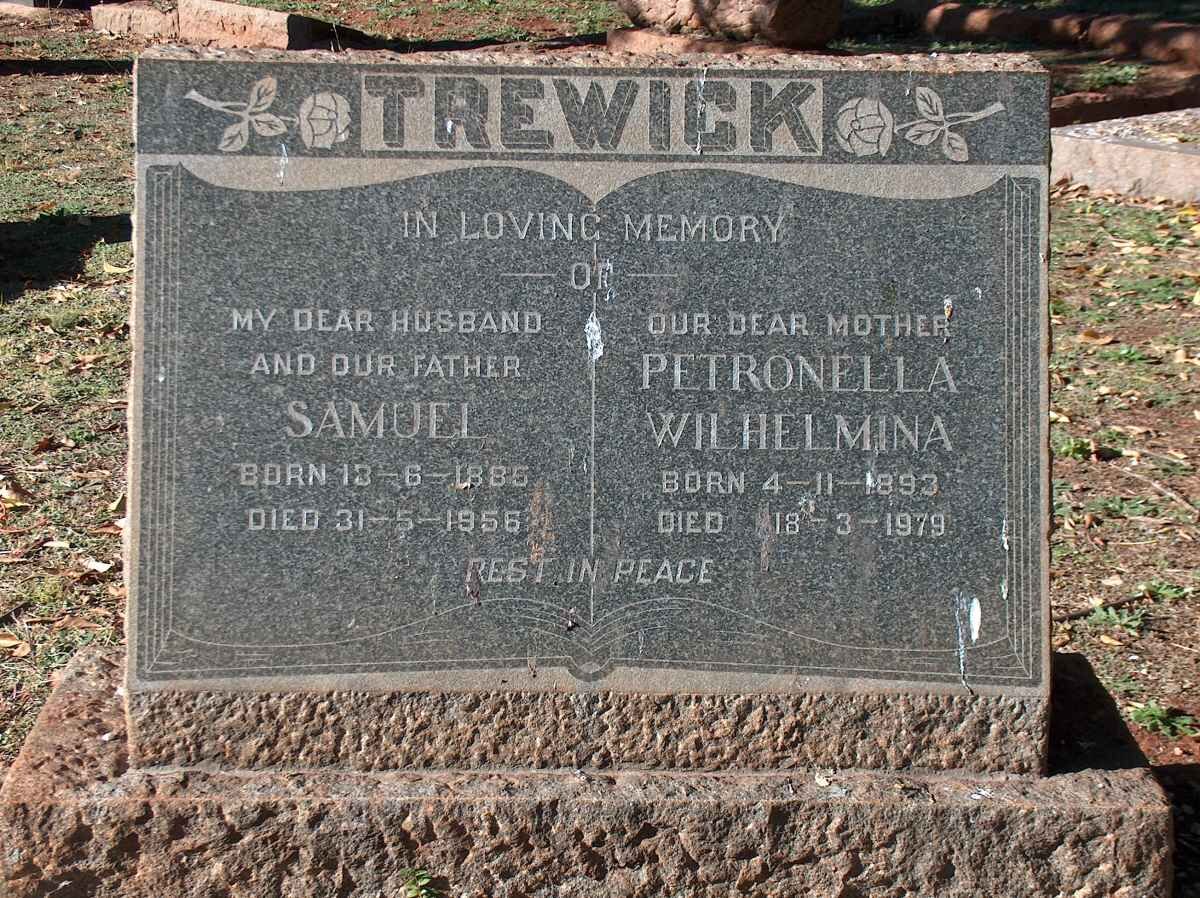 TREWICK
IN LOVING MEMORY
— OF —
MY DEAR HUSBAND
AND OUR FATHER
SAMUEL
BORN 13-6-1885
DIED 31-5-1956
OUR DEAR MOTHER
PETRONELLA
WILHELMINA
BORN 4-11-1893
DIED 18-3-1979
REST IN PEACE